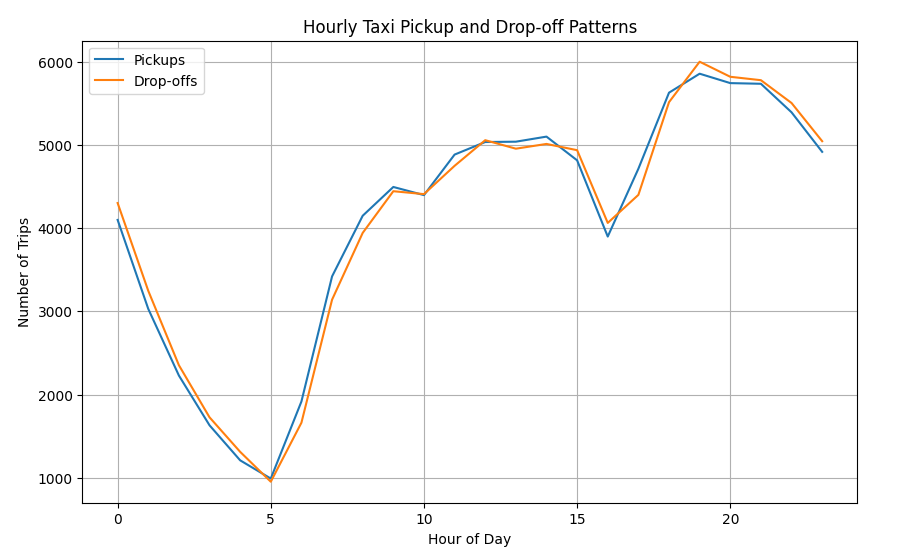 Hourly Taxi Pickup and Drop-off Patterns
Pickups
Drop-offs
Number of Trips
6000
5000
4000
3000
2000
1000
0 5 10 15 20
Hour of Day